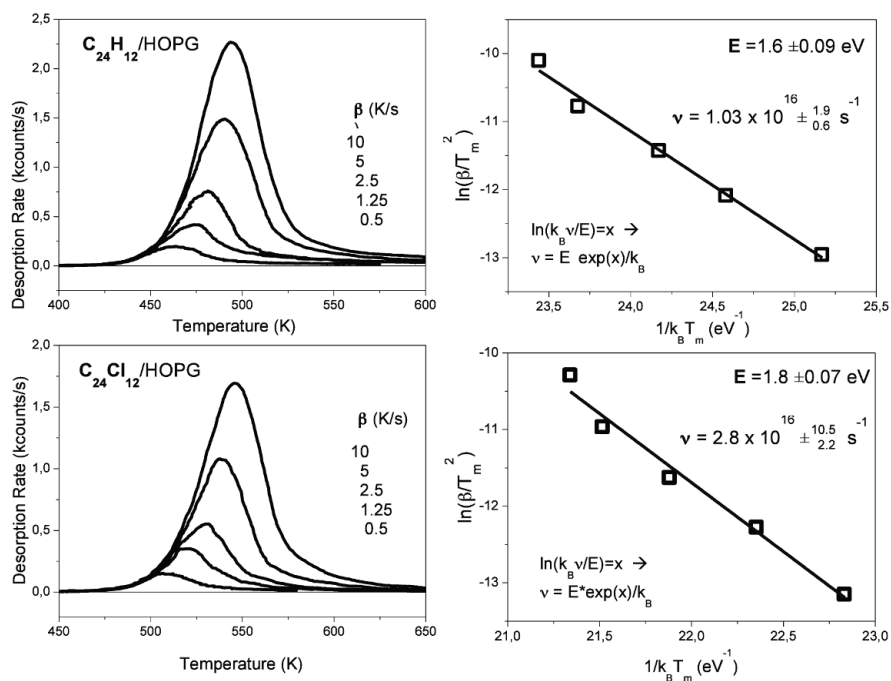 C24H12/HOPG
β (K/s)
10
5
2.5
1.25
0.5
Desorption Rate (kcounts/s)
2,5
2,0
1,5
1,0
0,5
0,0
400 450 500 550 600
Temperature (K)
E =1.6 ±0.09 eV
ν = 1.03 x 10^16 ± 1.9 0.6 s^-1
ln(kBν/E)=x →
ν = E exp(x)/kB
ln(β/Tm^2)
-10
-11
-12
-13
23,5 24,0 24,5 25,0 25,5
1/kBTm (eV^-1)
C24Cl12/HOPG
β (K/s)
10
5
2.5
1.25
0.5
Desorption Rate (kcounts/s)
2,0
1,5
1,0
0,5
0,0
450 500 550 600 650
Temperature (K)
E =1.8 ±0.07 eV
ν = 2.8 x 10^16 ± 10.5 2.2 s^-1
ln(kBν/E)=x →
ν = E*exp(x)/kB
ln(β/Tm^2)
-10
-11
-12
-13
21,0 21,5 22,0 22,5 23,0
1/kBTm (eV^-1)